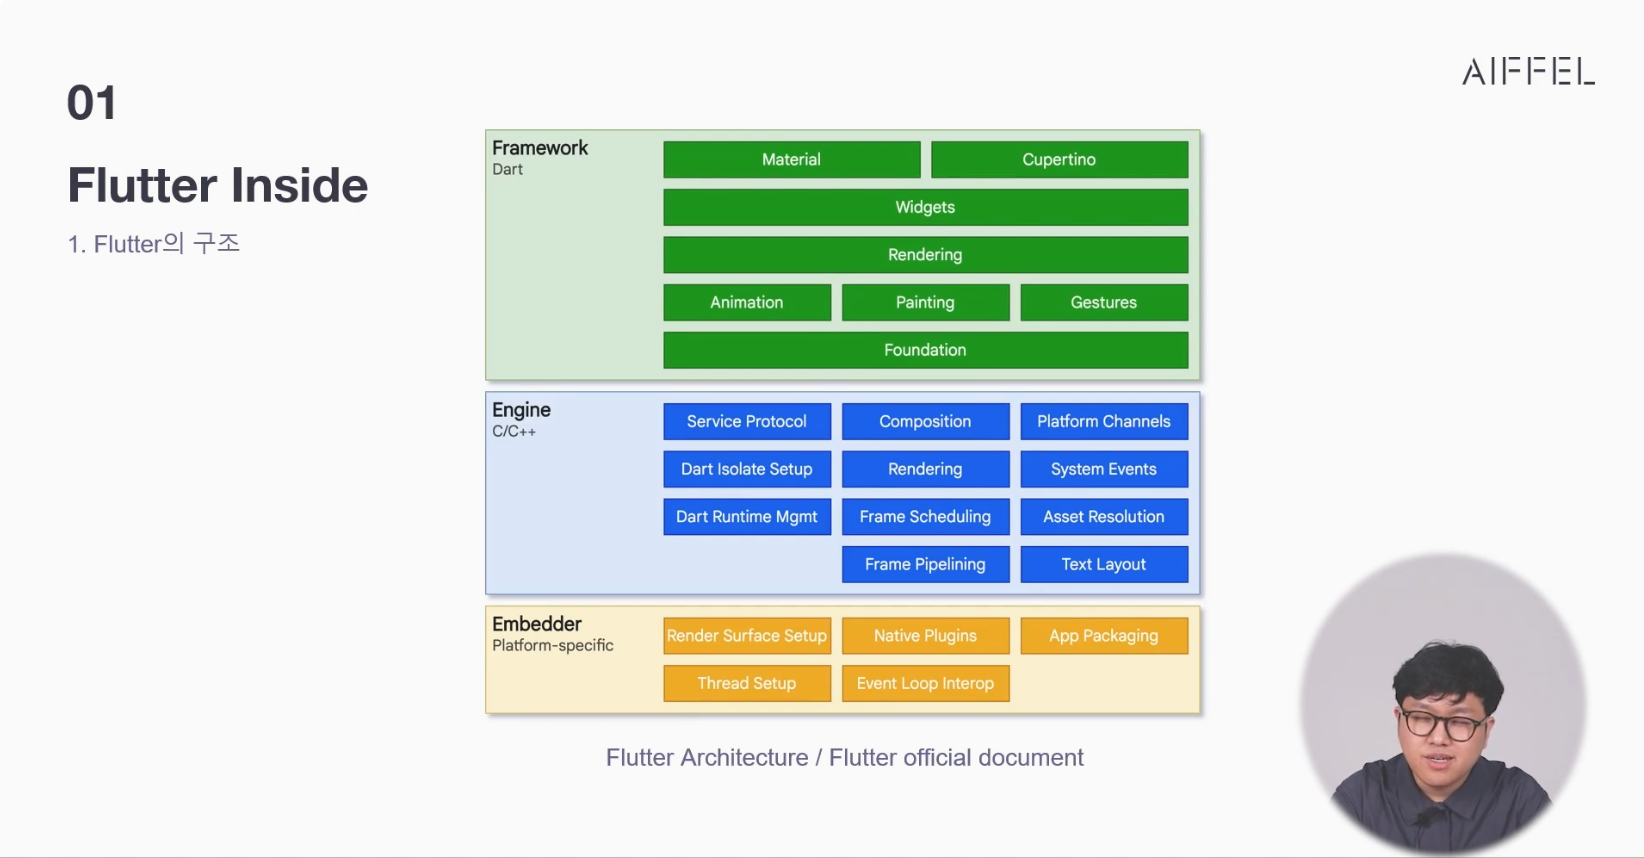 AIFFEL
01
Flutter Inside
1. Flutter의 구조
Framework
Dart
Material
Cupertino
Widgets
Rendering
Animation
Painting
Gestures
Foundation
Engine
C/C++
Service Protocol
Composition
Platform Channels
Dart Isolate Setup
Rendering
System Events
Dart Runtime Mgmt
Frame Scheduling
Asset Resolution
Frame Pipelining
Text Layout
Embedder
Platform-specific
Render Surface Setup
Native Plugins
App Packaging
Thread Setup
Event Loop Interop
Flutter Architecture / Flutter official document